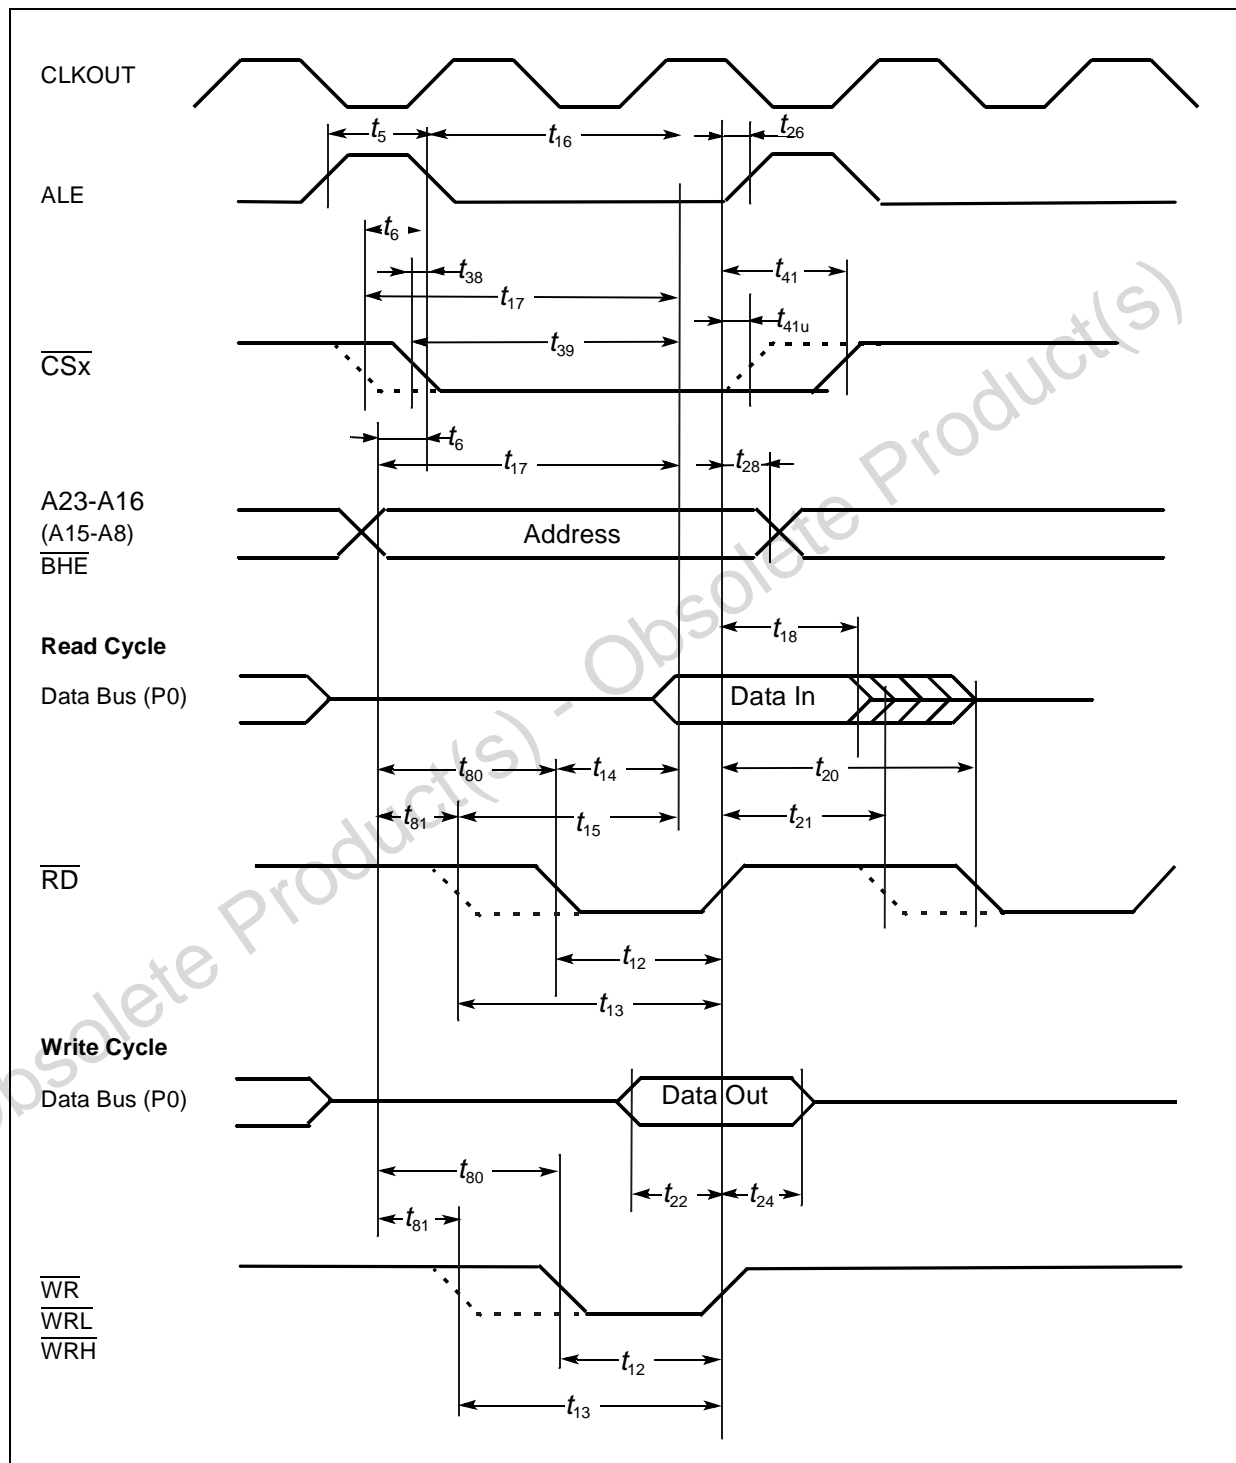 CLKOUT
t5
t16
t26
ALE
t6
t38
t41
t17
t41u
t39
CSx
t6
t17
t28
A23-A16
(A15-A8)
Address
BHE
t18
Read Cycle
Data Bus (P0)
Data In
t80
t14
t20
t81
t15
t21
RD
t12
t13
Write Cycle
Data Bus (P0)
Data Out
t80
t22
t24
t81
WR
WRL
WRH
t12
t13
Obsolete Product(s) - Obsolete Product(s)